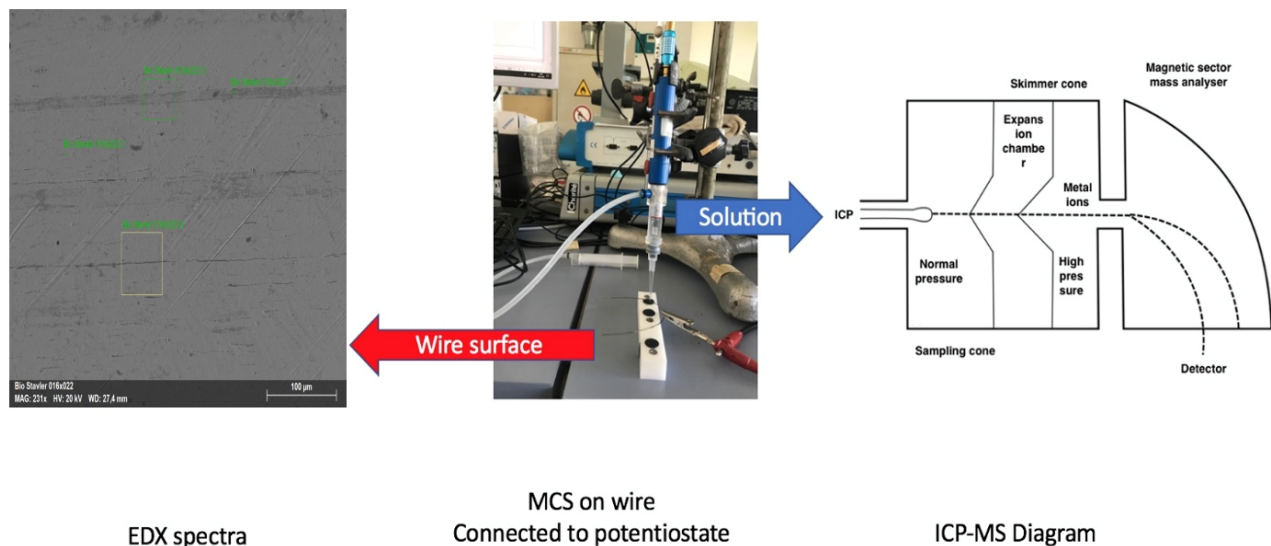 Bio Stavler 016x022
MAG: 231x HV: 20 kV WD: 27,4 mm
100 µm
Wire surface
Solution
Skimmer cone
Magnetic sector
mass analyser
Expans
ion
chambe
r
Metal
ions
ICP
Normal
pressure
High
pres
sure
Sampling cone
Detector
EDX spectra
MCS on wire
Connected to potentiostate
ICP-MS Diagram